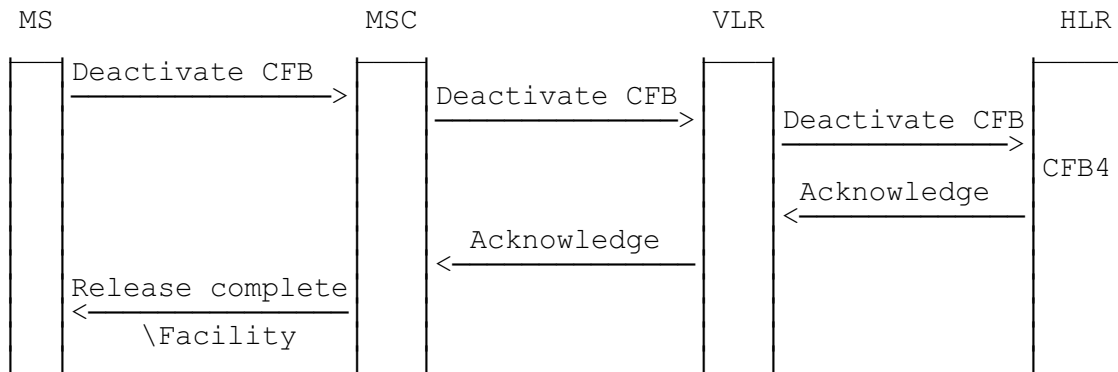 MS MSC VLR HLR
Deactivate CFB
Deactivate CFB
Deactivate CFB
CFB4
Acknowledge
Acknowledge
Release complete
\Facility